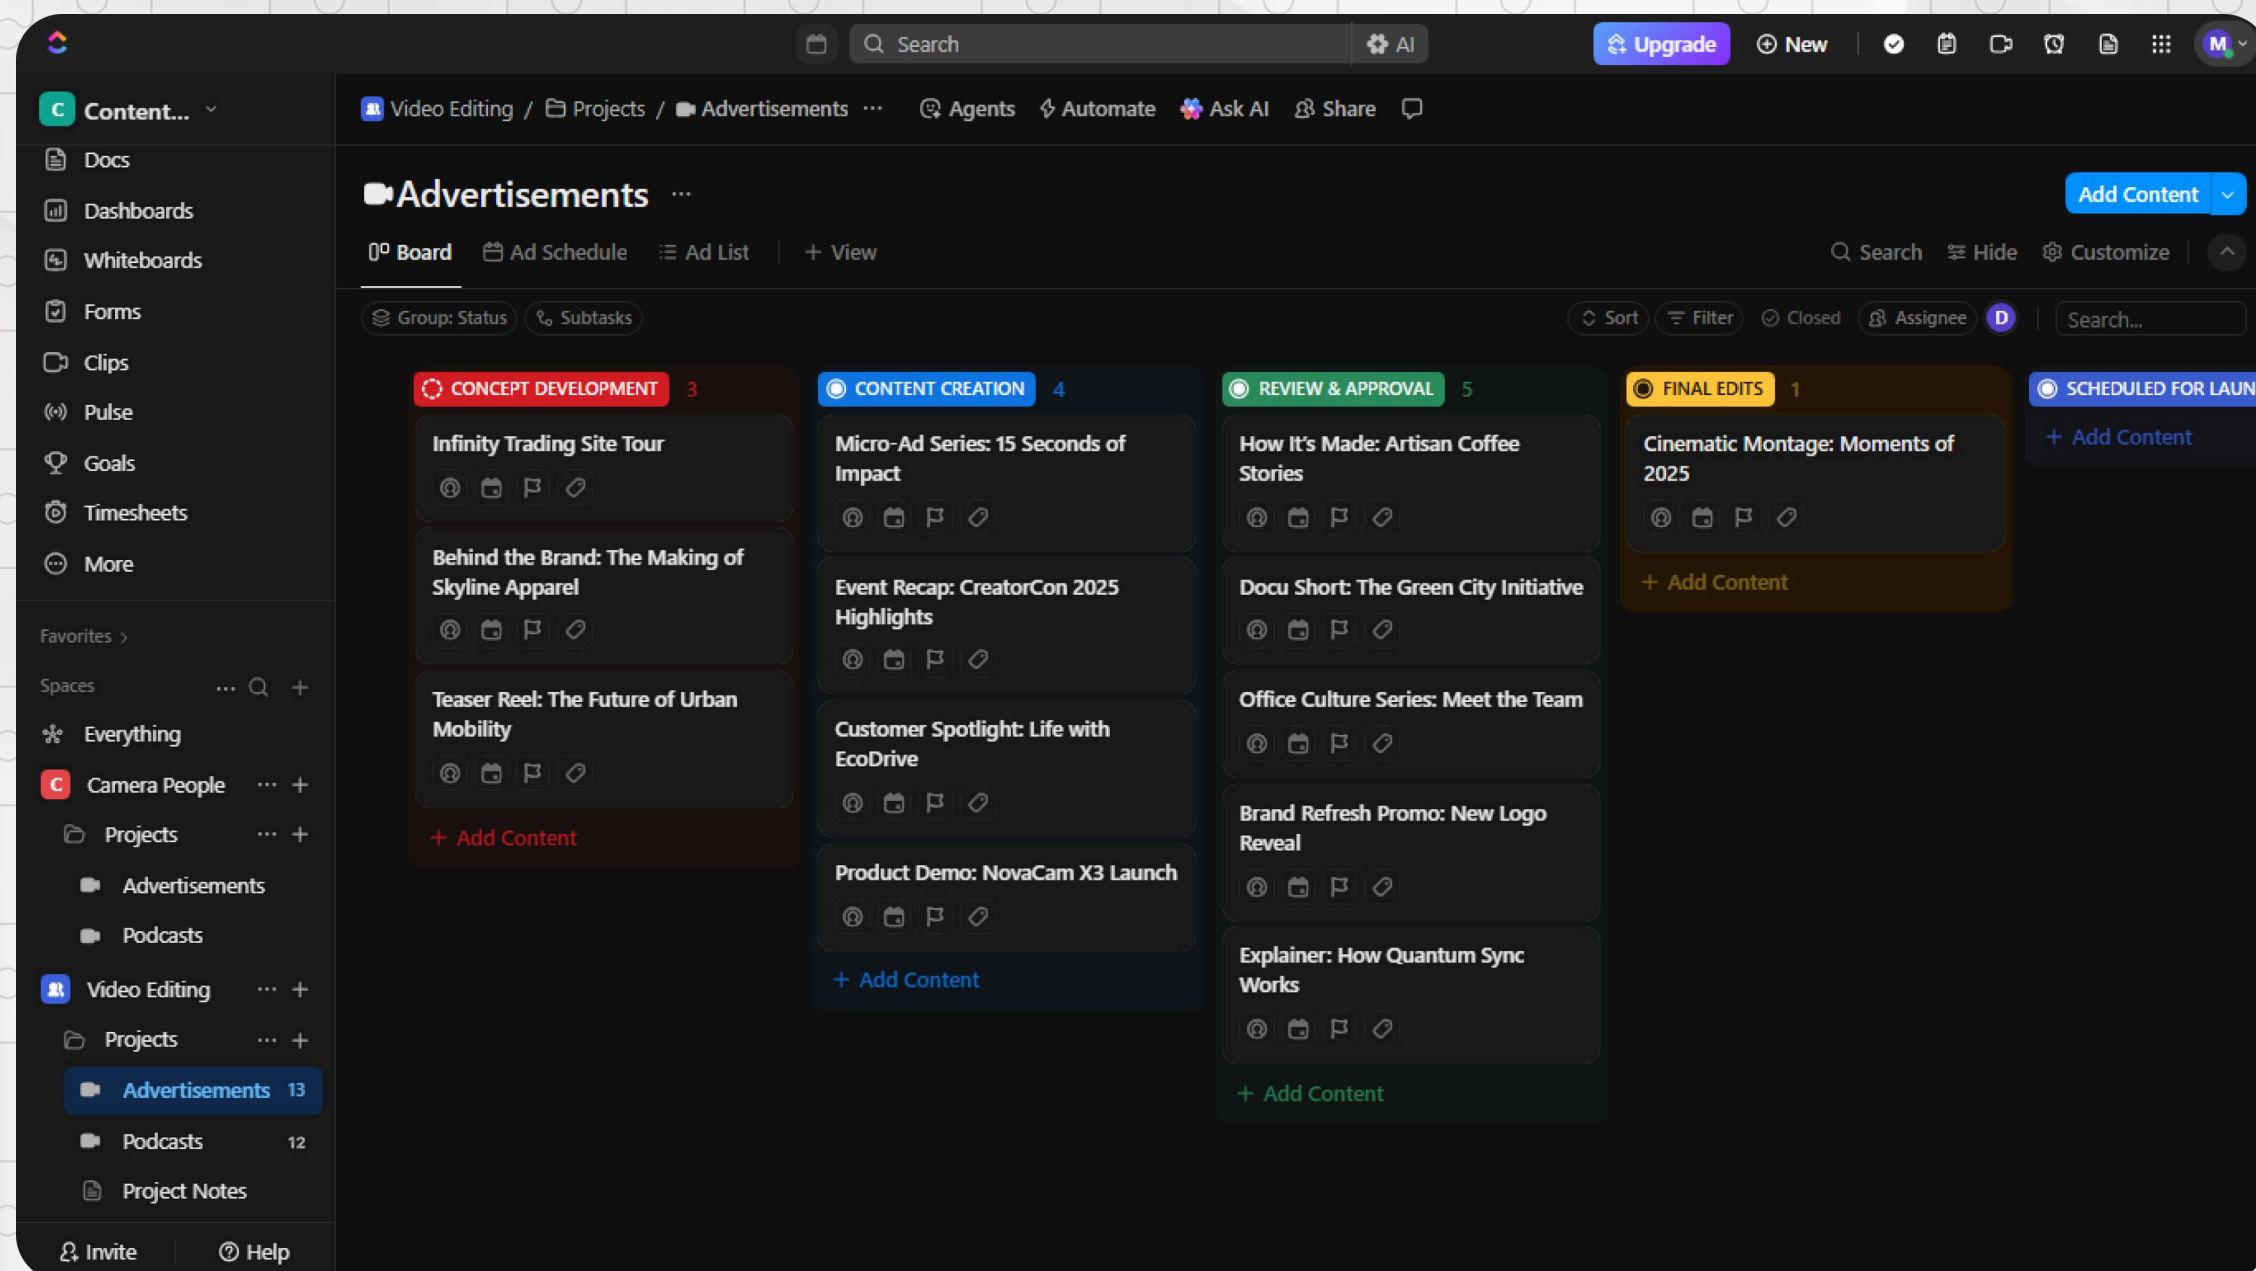 Search
AI
Upgrade
New
M
C Content...
Docs
Dashboards
Whiteboards
Forms
Clips
Pulse
Goals
Timesheets
More
Favorites
Spaces
Everything
C Camera People
Projects
Advertisements
Podcasts
Video Editing
Projects
Advertisements 13
Podcasts 12
Project Notes
Invite
Help
Video Editing / Projects / Advertisements ... Agents Automate Ask AI Share
Advertisements ...
Add Content
Board Ad Schedule Ad List + View
Search Hide Customize
Group: Status Subtasks
Sort Filter Closed Assignee D
Search...
CONCEPT DEVELOPMENT 3
Infinity Trading Site Tour
Behind the Brand: The Making of
Skyline Apparel
Teaser Reel: The Future of Urban
Mobility
+ Add Content
CONTENT CREATION 4
Micro-Ad Series: 15 Seconds of
Impact
Event Recap: CreatorCon 2025
Highlights
Customer Spotlight: Life with
EcoDrive
Product Demo: NovaCam X3 Launch
+ Add Content
REVIEW & APPROVAL 5
How It's Made: Artisan Coffee
Stories
Docu Short: The Green City Initiative
Office Culture Series: Meet the Team
Brand Refresh Promo: New Logo
Reveal
Explainer: How Quantum Sync
Works
+ Add Content
FINAL EDITS 1
Cinematic Montage: Moments of
2025
+ Add Content
SCHEDULED FOR LAUN
+ Add Content